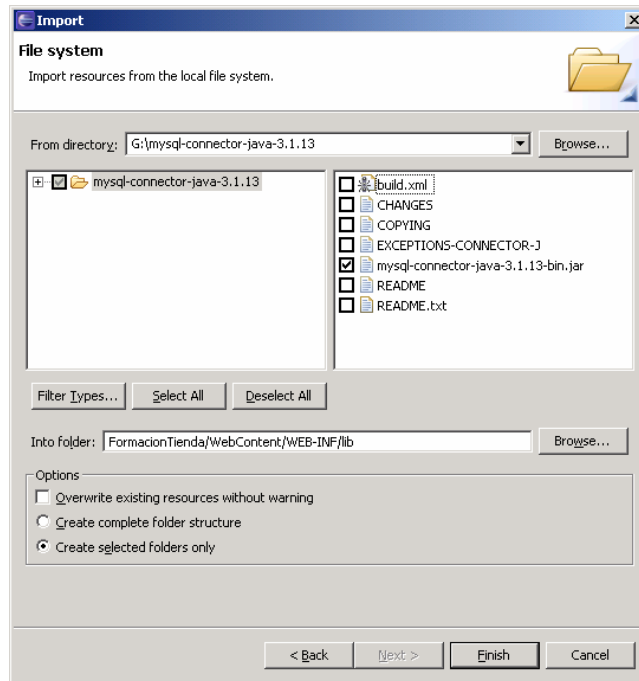 Import
File system
Import resources from the local file system.
From directory: G:\mysql-connector-java-3.1.13 Browse...
mysql-connector-java-3.1.13
build.xml
CHANGES
COPYING
EXCEPTIONS-CONNECTOR-J
mysql-connector-java-3.1.13-bin.jar
README
README.txt
Filter Types... Select All Deselect All
Into folder: FormacionTienda/WebContent/WEB-INF/lib Browse...
Options
Overwrite existing resources without warning
Create complete folder structure
Create selected folders only
< Back Next > Finish Cancel